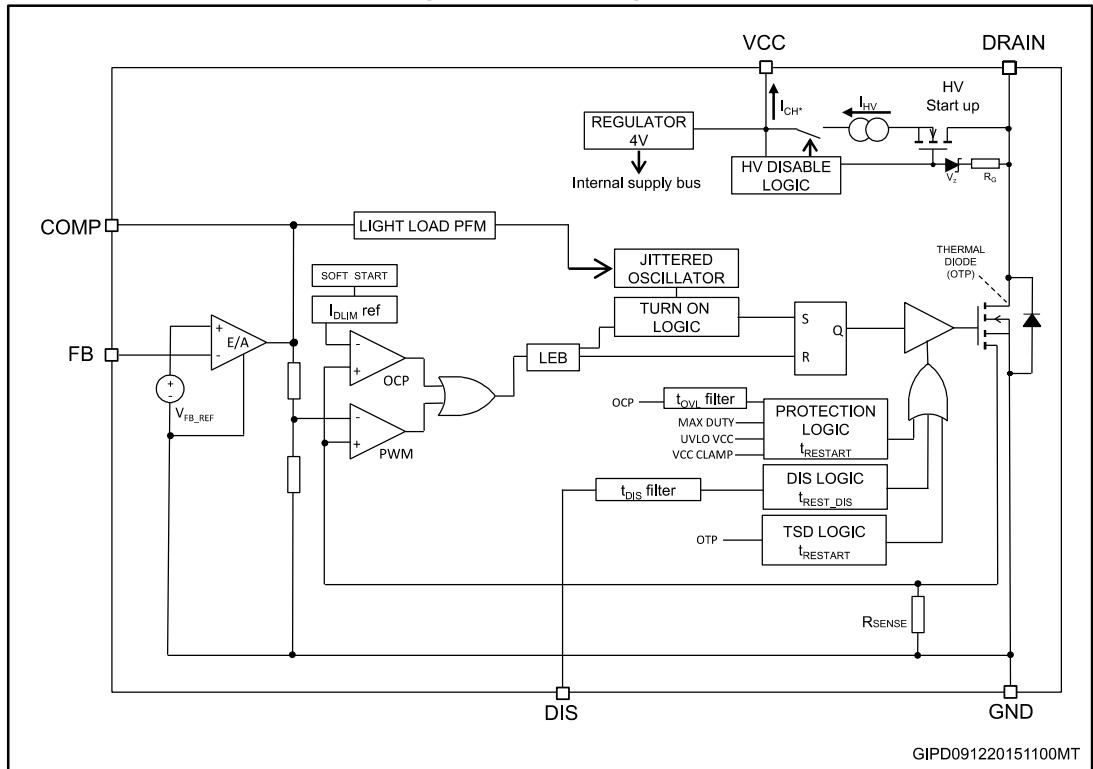 VCC
DRAIN
HV
Start up
I_HV
I_CH*
REGULATOR
4V
HV DISABLE
LOGIC
V_Z
R_G
Internal supply bus
COMP
LIGHT LOAD PFM
JITTERED
OSCILLATOR
THERMAL
DIODE
(OTP)
SOFT START
I_DLIM ref
TURN ON
LOGIC
S
Q
R
+
E/A
-
FB
-
+
OCP
LEB
+
-
V_FB_REF
-
+
PWM
OCP
t_OVL filter
MAX DUTY
UVLO VCC
VCC CLAMP
PROTECTION
LOGIC
t_RESTART
t_DIS filter
DIS LOGIC
t_REST_DIS
OTP
TSD LOGIC
t_RESTART
R_SENSE
DIS
GND
GIPD091220151100MT